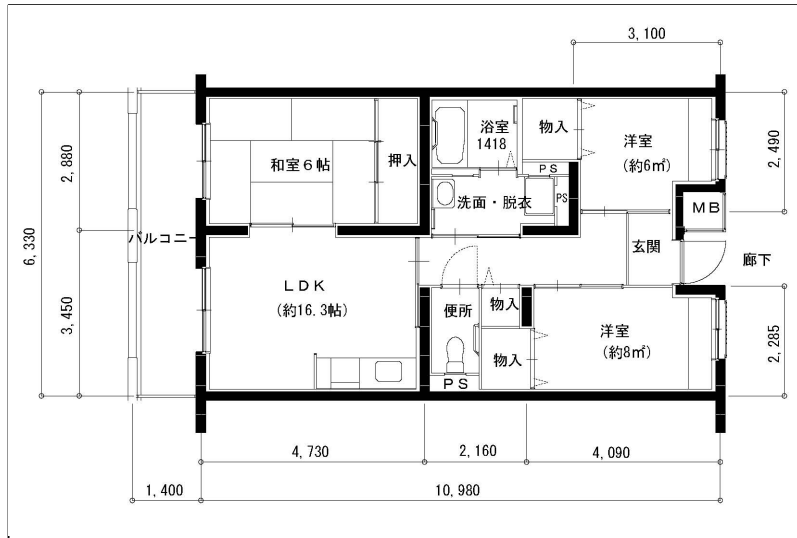 3,100
浴室
1418
物入
洋室
(約6㎡)
2,490
2,880
和室6帖
押入
PS
PS
洗面・脱衣
MB
6,330
バルコニー
玄関
廊下
LDK
(約16.3帖)
便所
物入
3,450
洋室
(約8㎡)
2,285
物入
PS
4,730
2,160
4,090
1,400
10,980